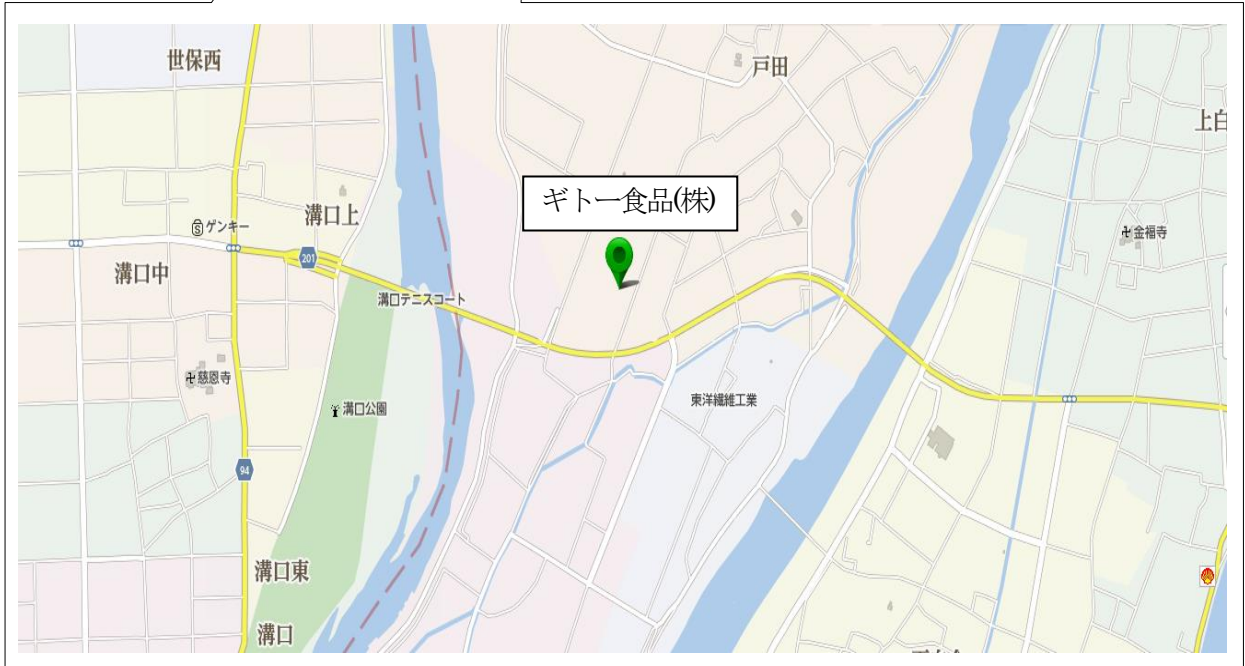 世保西
戸田
上白
ギトー食品(株)
溝口上
ゲンキー
金福寺
201
溝口中
溝口テニスコート
慈恩寺
東洋繊維工業
溝口公園
94
溝口東
溝口